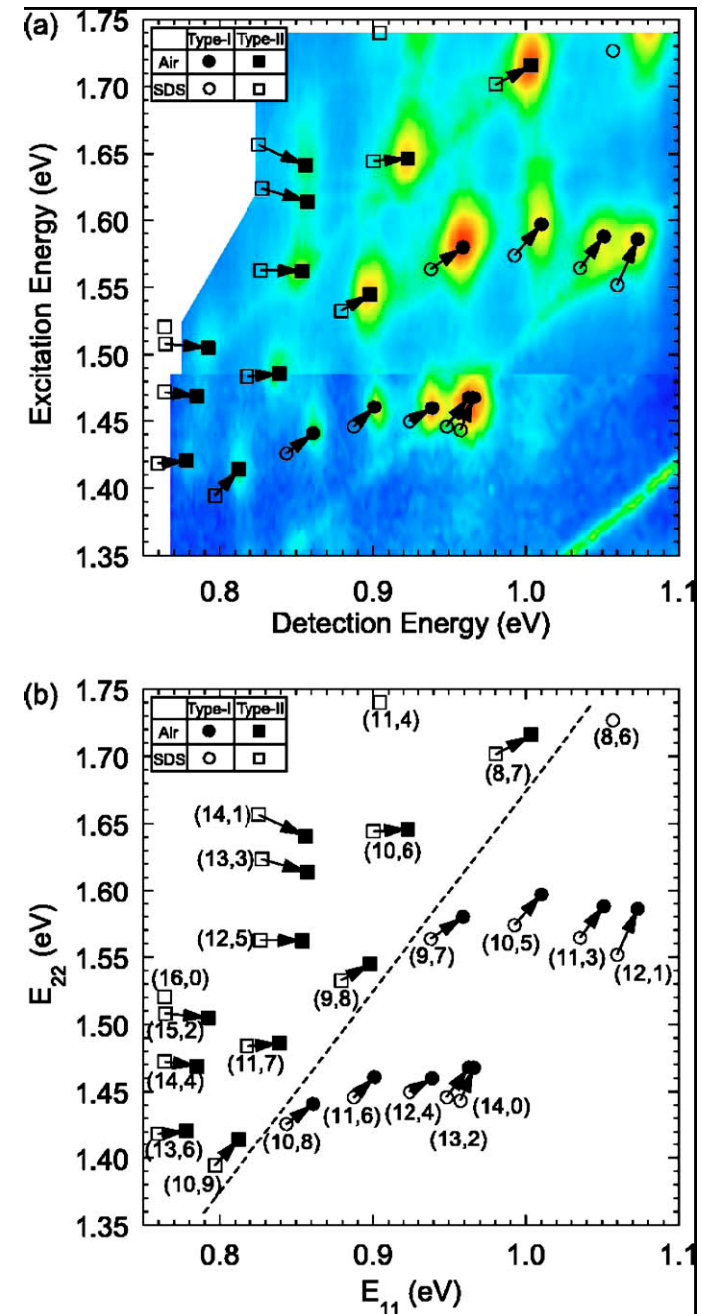 (a)
Type-I Type-II
Air
SDS
1.75
1.70
1.65
1.60
1.55
1.50
1.45
1.40
1.35
Excitation Energy (eV)
0.8 0.9 1.0 1.1
Detection Energy (eV)
(b)
Type-I Type-II
Air
SDS
1.75
1.70
1.65
1.60
1.55
1.50
1.45
1.40
1.35
E22 (eV)
(11,4)
(8,6)
(8,7)
(14,1)
(10,6)
(13,3)
(12,5)
(9,7)
(10,5)
(11,3)
(12,1)
(9,8)
(16,0)
(15,2)
(11,7)
(14,4)
(11,6)
(12,4)
(14,0)
(13,6)
(10,8)
(13,2)
(10,9)
0.8 0.9 1.0 1.1
E11 (eV)